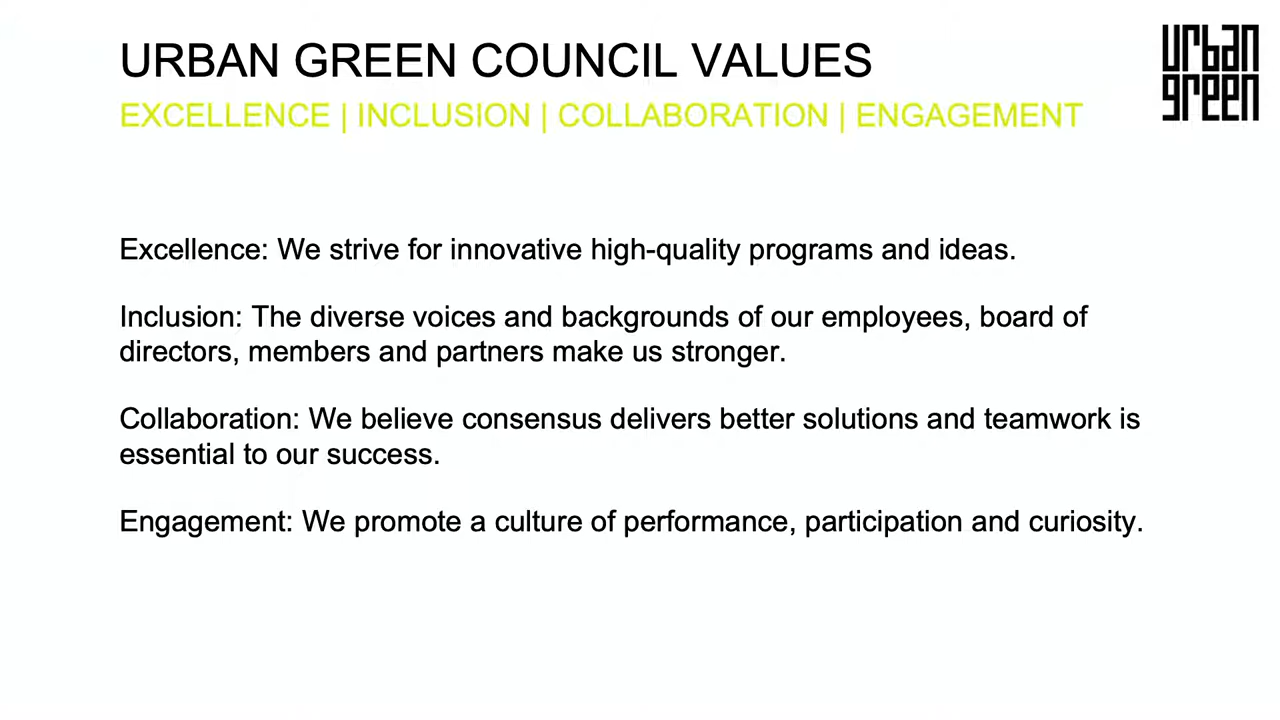 URBAN GREEN COUNCIL VALUES
urban
green
EXCELLENCE | INCLUSION | COLLABORATION | ENGAGEMENT
Excellence: We strive for innovative high-quality programs and ideas.
Inclusion: The diverse voices and backgrounds of our employees, board of
directors, members and partners make us stronger.
Collaboration: We believe consensus delivers better solutions and teamwork is
essential to our success.
Engagement: We promote a culture of performance, participation and curiosity.